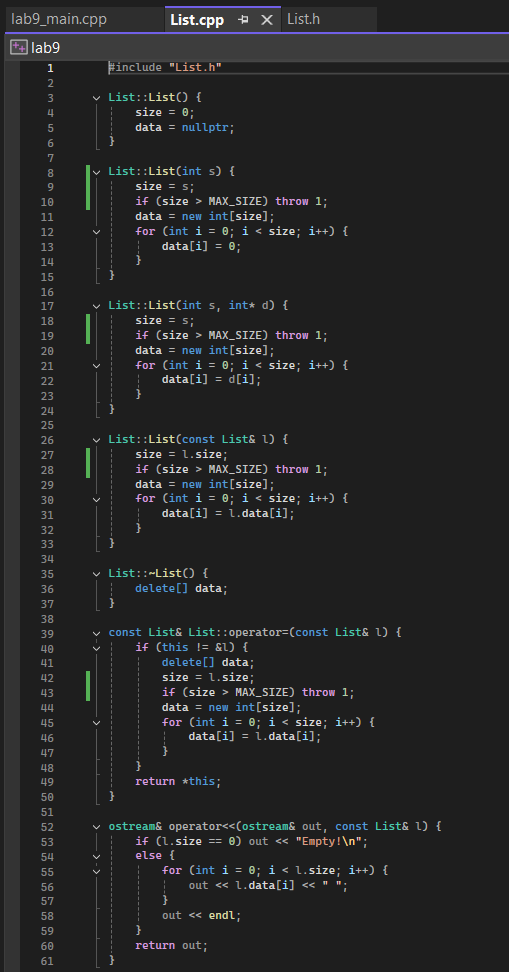 lab9_main.cpp List.cpp List.h
lab9
1 #include "List.h"
2
3 List::List() {
4 size = 0;
5 data = nullptr;
6 }
7
8 List::List(int s) {
9 size = s;
10 if (size > MAX_SIZE) throw 1;
11 data = new int[size];
12 for (int i = 0; i < size; i++) {
13 data[i] = 0;
14 }
15 }
16
17 List::List(int s, int* d) {
18 size = s;
19 if (size > MAX_SIZE) throw 1;
20 data = new int[size];
21 for (int i = 0; i < size; i++) {
22 data[i] = d[i];
23 }
24 }
25
26 List::List(const List& l) {
27 size = l.size;
28 if (size > MAX_SIZE) throw 1;
29 data = new int[size];
30 for (int i = 0; i < size; i++) {
31 data[i] = l.data[i];
32 }
33 }
34
35 List::~List() {
36 delete[] data;
37 }
38
39 const List& List::operator=(const List& l) {
40 if (this != &l) {
41 delete[] data;
42 size = l.size;
43 if (size > MAX_SIZE) throw 1;
44 data = new int[size];
45 for (int i = 0; i < size; i++) {
46 data[i] = l.data[i];
47 }
48 }
49 return *this;
50 }
51
52 ostream& operator<<(ostream& out, const List& l) {
53 if (l.size == 0) out << "Empty!\n";
54 else {
55 for (int i = 0; i < l.size; i++) {
56 out << l.data[i] << " ";
57 }
58 out << endl;
59 }
60 return out;
61 }